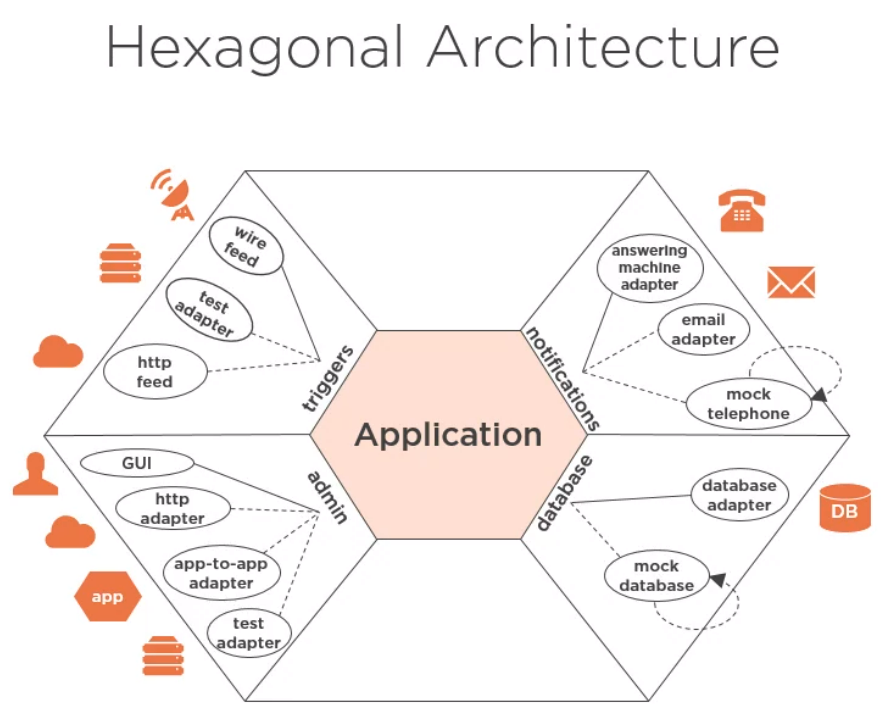 Hexagonal Architecture
wire
feed
test
adapter
http
feed
triggers
answering
machine
adapter
email
adapter
mock
telephone
notifications
Application
GUI
http
adapter
app-to-app
adapter
test
adapter
admin
app
database
adapter
mock
database
database
DB